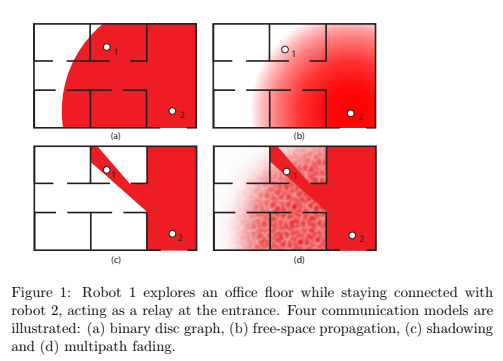 1
2
(a)
1
2
(b)
1
2
(c)
1
2
(d)
Figure 1: Robot 1 explores an office floor while staying connected with
robot 2, acting as a relay at the entrance. Four communication models are
illustrated: (a) binary disc graph, (b) free-space propagation, (c) shadowing
and (d) multipath fading.